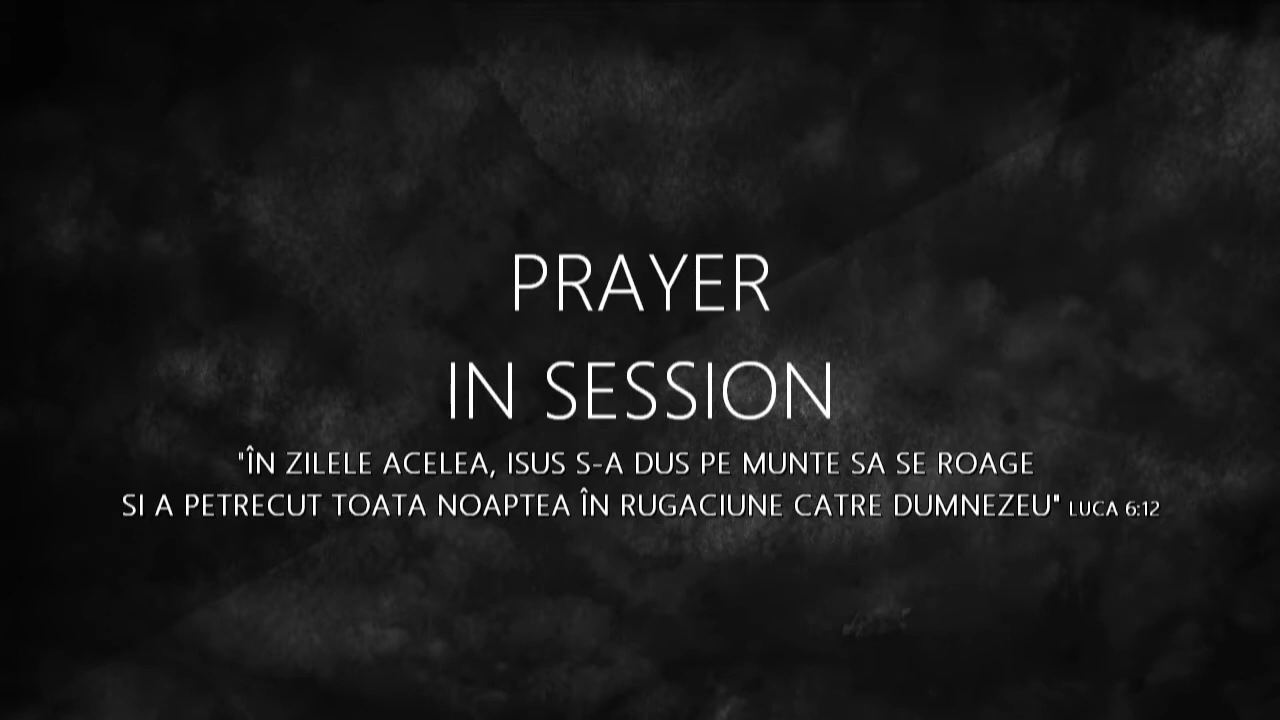 PRAYER
IN SESSION
"ÎN ZILELE ACELEA, ISUS S-A DUS PE MUNTE SA SE ROAGE
SI A PETRECUT TOATA NOAPTEA ÎN RUGACIUNE CATRE DUMNEZEU" LUCA 6:12